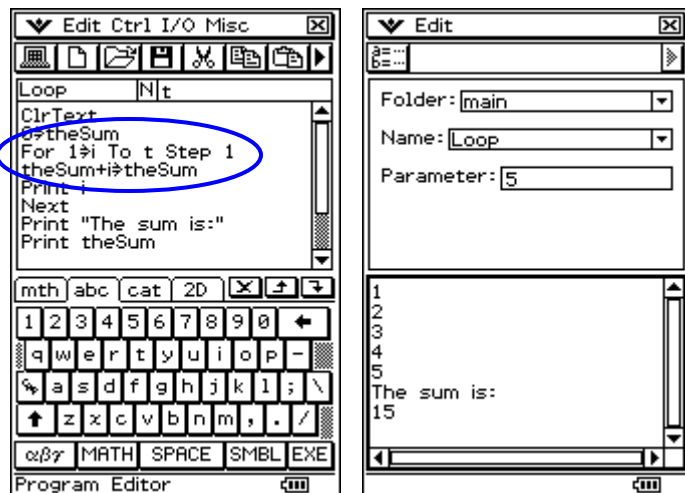 Edit Ctrl I/O Misc
Loop N t
ClrText
0⇒theSum
For 1⇒i To t Step 1
theSum+i⇒theSum
Print i
Next
Print "The sum is:"
Print theSum
mth abc cat 2D
1 2 3 4 5 6 7 8 9 0
q w e r t y u i o p -
a s d f g h j k l ; \
z x c v b n m , . /
αβγ MATH SPACE SMBL EXE
Program Editor
Edit
Folder: main
Name: Loop
Parameter: 5
1
2
3
4
5
The sum is:
15